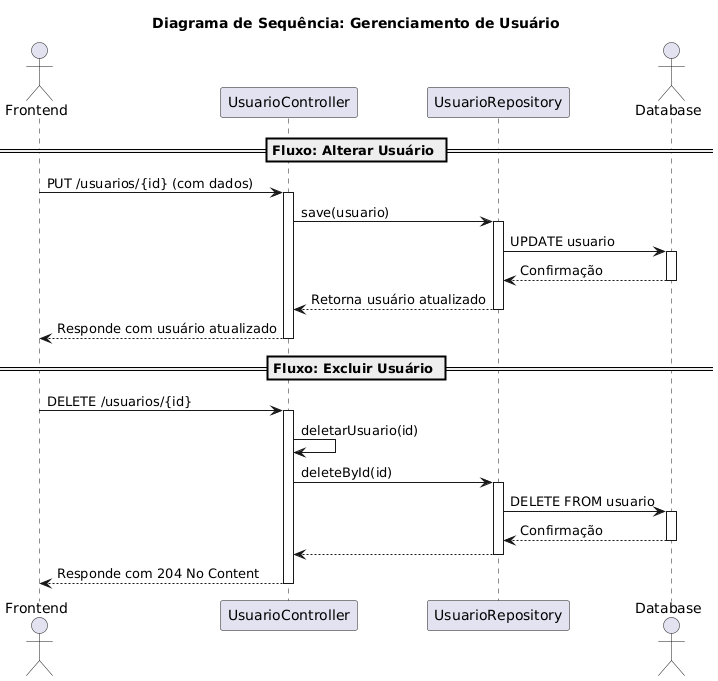 Diagrama de Sequência: Gerenciamento de Usuário
Frontend
UsuarioController
UsuarioRepository
Database
Fluxo: Alterar Usuário
PUT /usuarios/{id} (com dados)
save(usuario)
UPDATE usuario
Confirmação
Retorna usuário atualizado
Responde com usuário atualizado
Fluxo: Excluir Usuário
DELETE /usuarios/{id}
deletarUsuario(id)
deleteById(id)
DELETE FROM usuario
Confirmação
Responde com 204 No Content
Frontend
UsuarioController
UsuarioRepository
Database